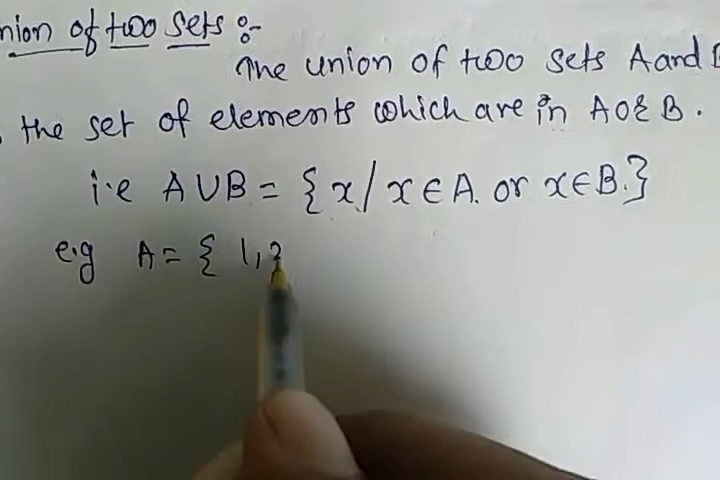 nion of two sets :-
The union of two sets A and B
the set of elements which are in A or B.
i.e A ∪ B = { x / x ∈ A. or x ∈ B. }
e.g A = { 1, 2